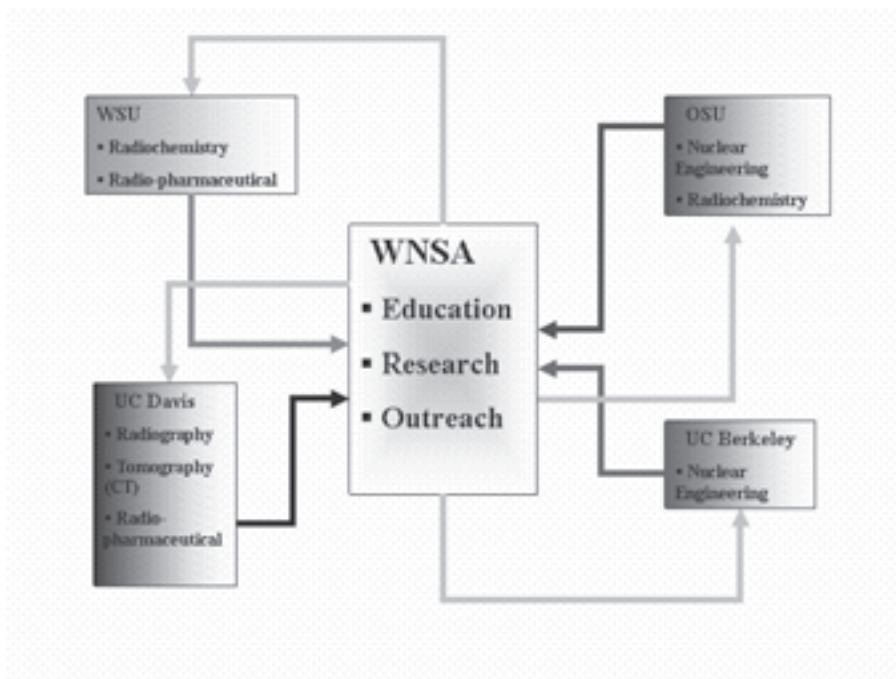 WSU
▪ Radiochemistry
▪ Radio-pharmaceutical
OSU
▪ Nuclear
Engineering
▪ Radiochemistry
WNSA
▪ Education
▪ Research
▪ Outreach
UC Davis
▪ Radiography
▪ Tomography
(CT)
▪ Radio-
pharmaceutical
UC Berkeley
▪ Nuclear
Engineering